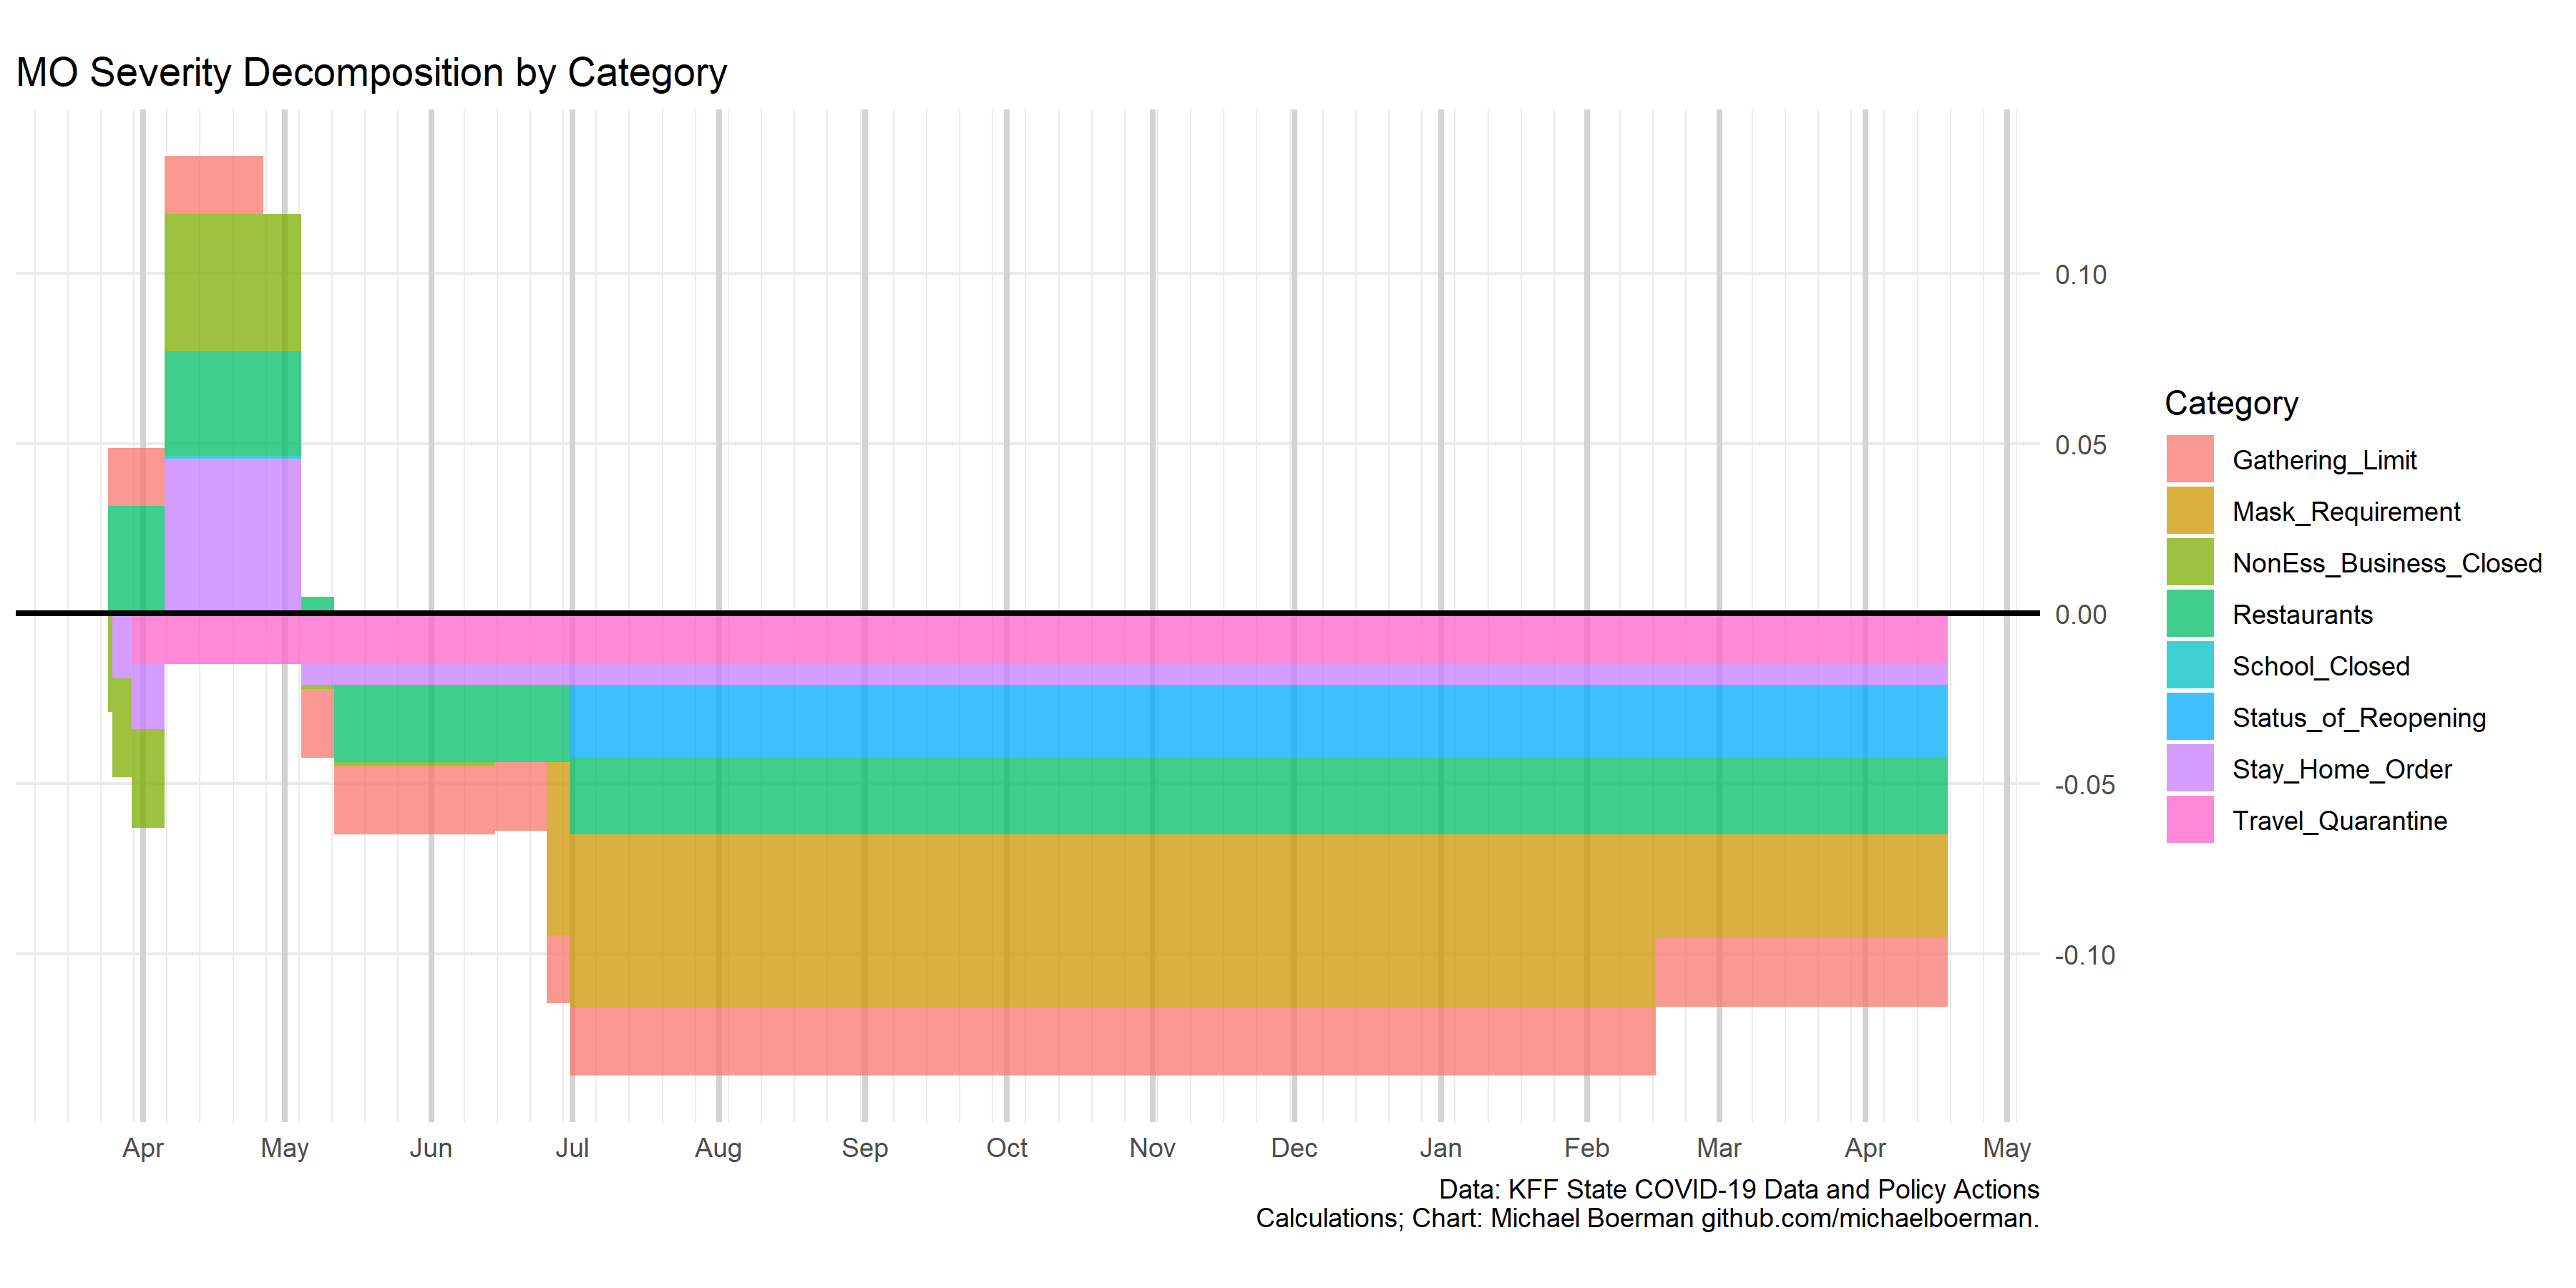 MO Severity Decomposition by Category
0.10
0.05
0.00
-0.05
-0.10
Apr May Jun Jul Aug Sep Oct Nov Dec Jan Feb Mar Apr May
Data: KFF State COVID-19 Data and Policy Actions
Calculations; Chart: Michael Boerman github.com/michaelboerman.
Category
Gathering_Limit
Mask_Requirement
NonEss_Business_Closed
Restaurants
School_Closed
Status_of_Reopening
Stay_Home_Order
Travel_Quarantine